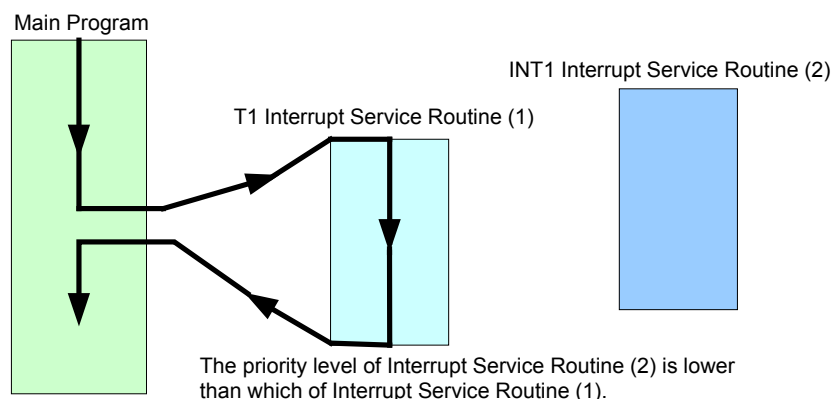 Main Program
INT1 Interrupt Service Routine (2)
T1 Interrupt Service Routine (1)
The priority level of Interrupt Service Routine (2) is lower
than which of Interrupt Service Routine (1).